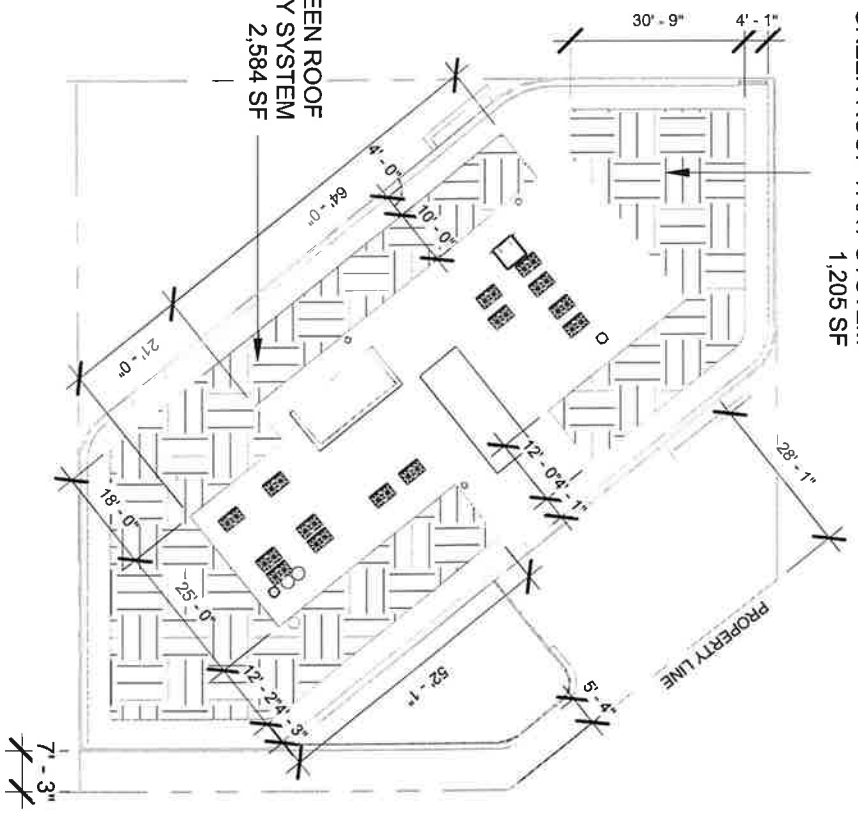 1,205 SF
30' - 9"
4' - 1"
EEN ROOF
Y SYSTEM
2,584 SF
4' - 0"
10' - 0"
64' - 0"
21' - 0"
28' - 1"
12' - 0"
4' - 1"
18' - 0"
25' - 0"
12' - 2"
4' - 3"
52' - 1"
PROPERTY LINE
5' - 4"
7' - 3"